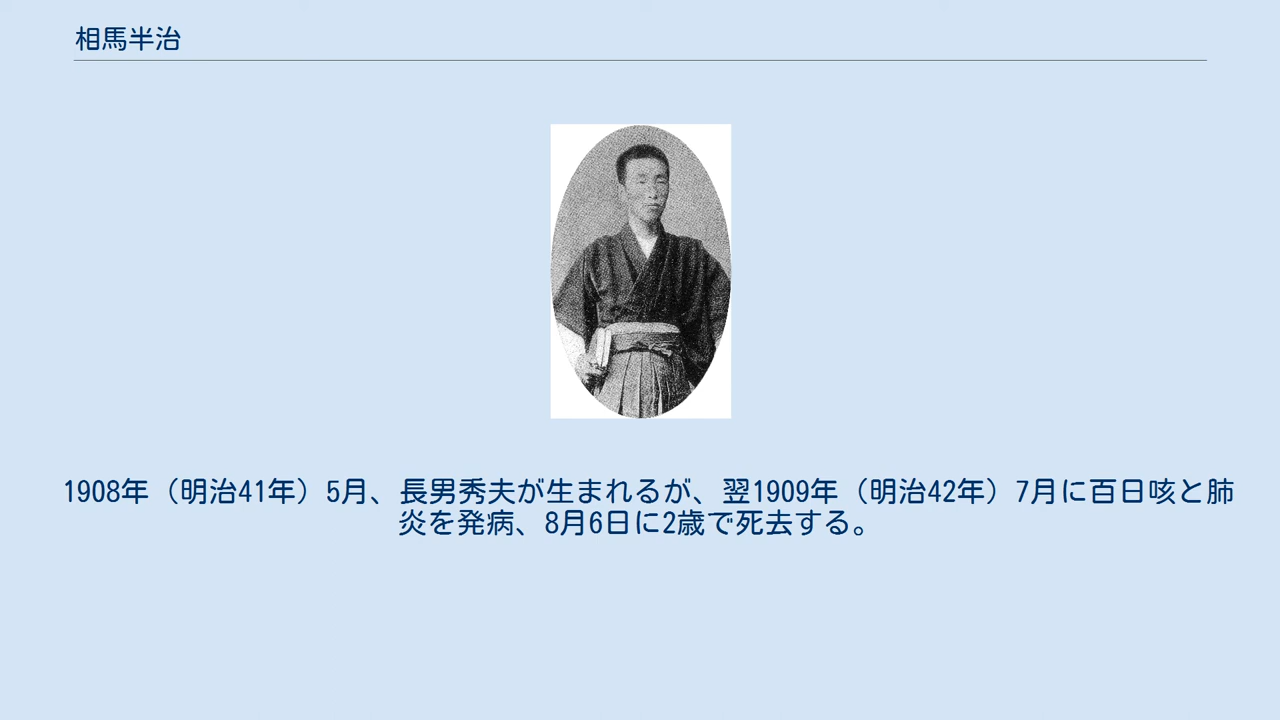 相馬半治
1908年（明治41年）5月、長男秀夫が生まれるが、翌1909年（明治42年）7月に百日咳と肺
炎を発病、8月6日に2歳で死去する。